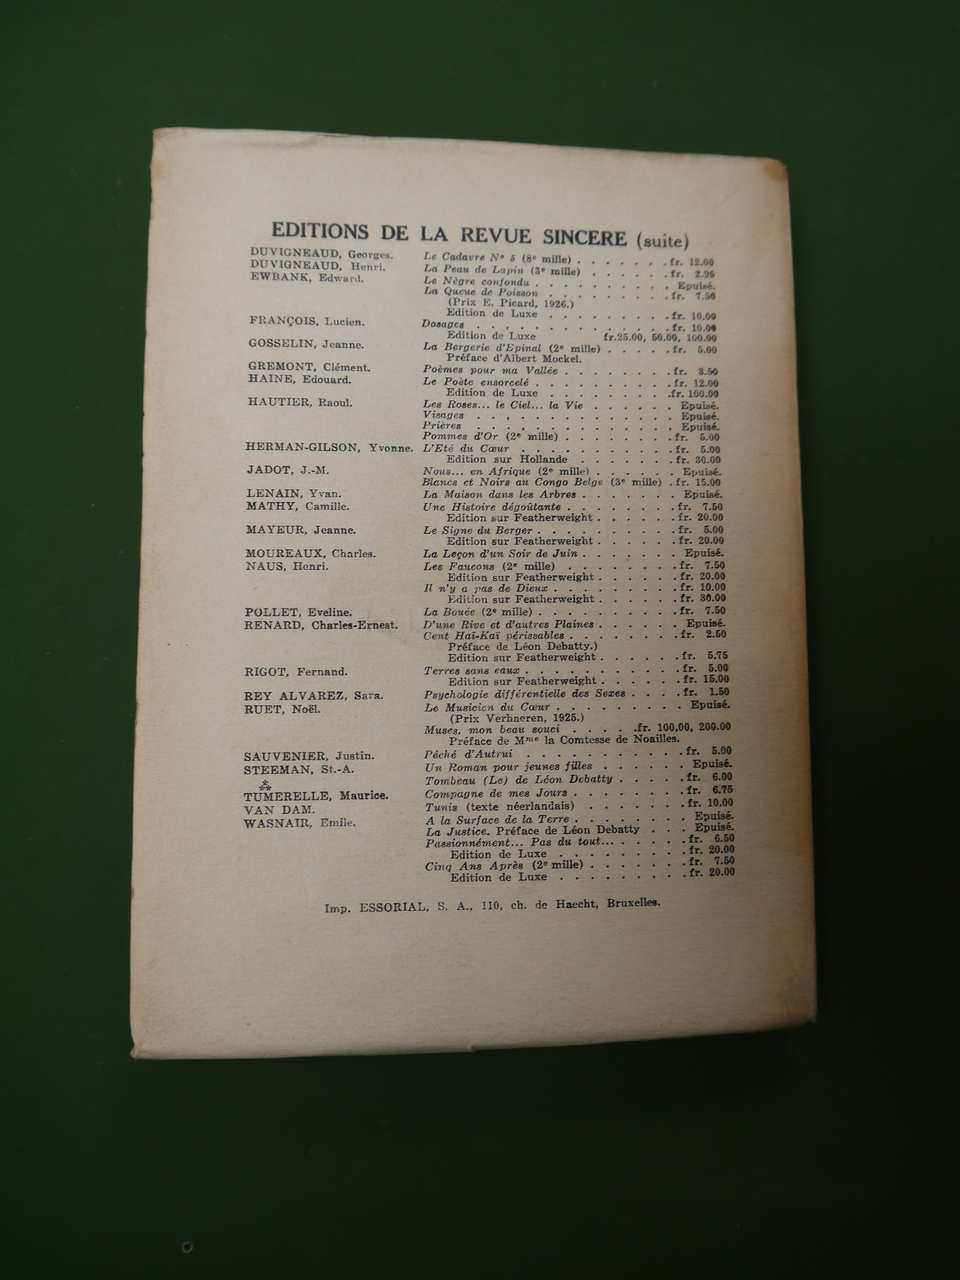 EDITIONS DE LA REVUE SINCERE (suite)
DUVIGNEAUD, Georges. Le Cadavre N° 5 (8e mille) . . . . . . . fr. 12.00
DUVIGNEAUD, Henri. La Peau de Lapin (3e mille) . . . . . . fr. 2.95
EWBANK, Edward. Le Nègre confondu . . . . . . . . . . Epuisé.
La Queue de Poisson . . . . . . . . . fr. 7.50
(Prix E. Picard, 1926.)
Edition de Luxe . . . . . . . . . fr. 10.00
FRANÇOIS, Lucien. Dosages . . . . . . . . . . . . . . . fr. 10.00
Edition de Luxe fr.25.00, 50.00, 100.00
GOSSELIN, Jeanne. La Bergerie d'Epinal (2e mille) . . . . . fr. 5.00
Préface d'Albert Mockel.
GREMONT, Clément. Poèmes pour ma Vallée . . . . . . . . fr. 3.50
HAINE, Edouard. Le Poète ensorcelé . . . . . . . . . . fr. 12.00
Edition de Luxe . . . . . . . . . fr. 100.00
HAUTIER, Raoul. Les Roses... le Ciel... la Vie . . . . . . Epuisé.
Visages . . . . . . . . . . . . . . Epuisé.
Prières . . . . . . . . . . . . . . Epuisé.
Pommes d'Or (2e mille) . . . . . . . . fr. 5.00
HERMAN-GILSON, Yvonne. L'Eté du Cœur . . . . . . . . . . . fr. 5.00
Edition sur Hollande . . . . . . . fr. 30.00
JADOT, J.-M. Nous... en Afrique (2e mille) . . . . . . Epuisé.
Blancs et Noirs au Congo Belge (3e mille) . fr. 15.00
LENAIN, Yvan. La Maison dans les Arbres . . . . . . . Epuisé.
MATHY, Camille. Une Histoire dégoûtante . . . . . . . . fr. 7.50
Edition sur Featherweight . . . . . . fr. 20.00
MAYEUR, Jeanne. Le Signe du Berger . . . . . . . . . . fr. 5.00
Edition sur Featherweight . . . . . . fr. 20.00
MOUREAUX, Charles. La Leçon d'un Soir de Juin . . . . . . . Epuisé.
NAUS, Henri. Les Faucons (2e mille) . . . . . . . . fr. 7.50
Edition sur Featherweight . . . . . . fr. 20.00
Il n'y a pas de Dieux . . . . . . . . . fr. 10.00
Edition sur Featherweight . . . . . . fr. 30.00
POLLET, Eveline. La Bouée (2e mille) . . . . . . . . . . fr. 7.50
RENARD, Charles-Ernest. D'une Rive et d'autres Plaines . . . . . . Epuisé.
Cent Haï-Kaï périssables . . . . . . . . fr. 2.50
Préface de Léon Debatty.)
Edition sur Featherweight . . . . . . fr. 5.75
RIGOT, Fernand. Terres sans eaux . . . . . . . . . . . fr. 5.00
Edition sur Featherweight . . . . . . fr. 15.00
REY ALVAREZ, Sara. Psychologie différentielle des Sexes . . . . fr. 1.50
RUET, Noël. Le Musicien du Cœur . . . . . . . . . Epuisé.
(Prix Verhaeren, 1925.)
Muses, mon beau souci . . . . .fr. 100,00, 200.00
Préface de Mme la Comtesse de Noailles.
SAUVENIER, Justin. Péché d'Autrui . . . . . . . . . . . fr. 5.00
STEEMAN, St.-A. Un Roman pour jeunes filles . . . . . . Epuisé.
*** Tombeau (Le) de Léon Debatty . . . . . fr. 6.00
TUMERELLE, Maurice. Compagne de mes Jours . . . . . . . . fr. 6.75
VAN DAM. Tunis (texte néerlandais) . . . . . . . fr. 10.00
WASNAIR, Emile. A la Surface de la Terre . . . . . . . . Epuisé.
La Justice. Préface de Léon Debatty . . . Epuisé.
Passionnément... Pas du tout... . . . . . fr. 6.50
Edition de Luxe . . . . . . . . . fr. 20.00
Cinq Ans Après (2e mille) . . . . . . . fr. 7.50
Edition de Luxe . . . . . . . . . fr. 20.00
Imp. ESSORIAL, S. A., 110, ch. de Haecht, Bruxelles.